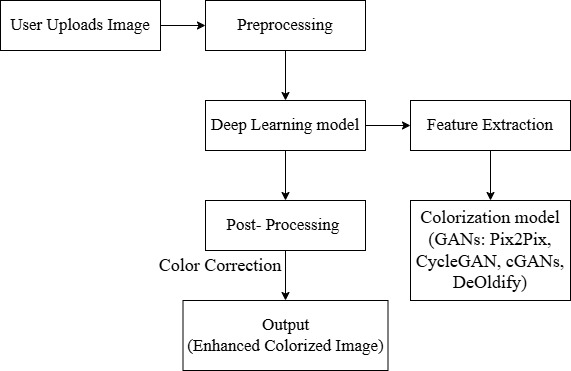 User Uploads Image
Preprocessing
Deep Learning model
Feature Extraction
Post- Processing
Colorization model
(GANs: Pix2Pix,
CycleGAN, cGANs,
DeOldify)
Color Correction
Output
(Enhanced Colorized Image)